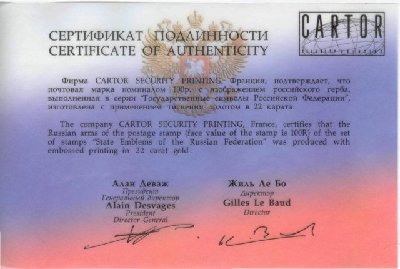 СЕРТИФИКАТ ПОДЛИННОСТИ
CERTIFICATE OF AUTHENTICITY
CARTOR
Фирма CARTOR SECURITY PRINTING, Франция, подтверждает, что
почтовая марка номиналом 100р. с изображением российского герба,
выполненная в серии "Государственные символы Российской Федерации",
изготовлена с применением тиснения золотом в 22 карата
The company CARTOR SECURITY PRINTING, France, certifies that the
Russian arms of the postage stamp (face value of the stamp is 100R) of the set
of stamps "State Emblems of the Russian Federation" was produced with
embossed printing in 22 carat gold
Алан Деваж
Президент
Генеральный директор
Alain Desvages
President
Director General
Жиль Ле Бо
Директор
Gilles Le Baud
Director